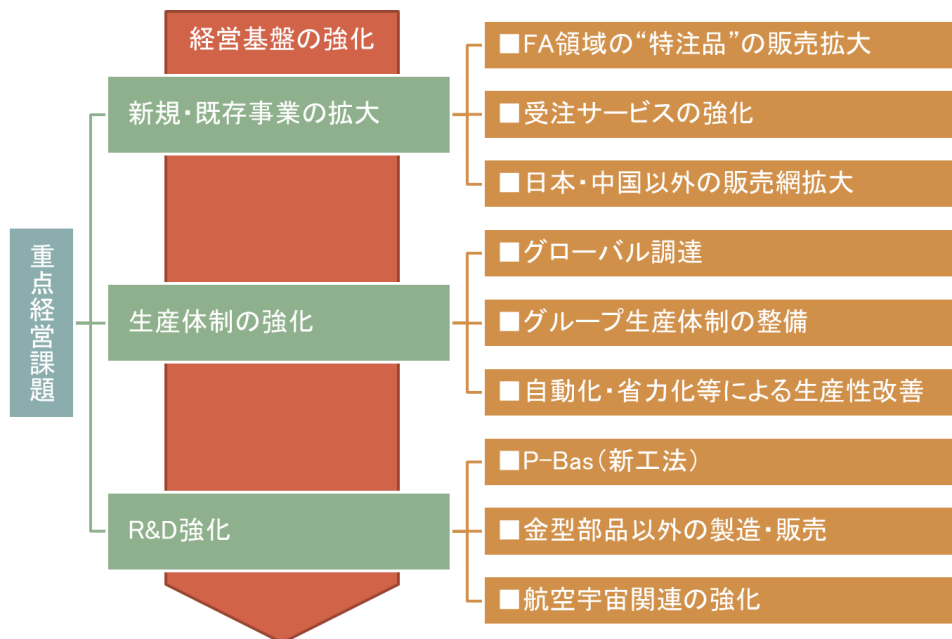 経営基盤の強化
重点経営課題
新規・既存事業の拡大
■FA領域の“特注品”の販売拡大
■受注サービスの強化
■日本・中国以外の販売網拡大
生産体制の強化
■グローバル調達
■グループ生産体制の整備
■自動化・省力化等による生産性改善
R&D強化
■P-Bas（新工法）
■金型部品以外の製造・販売
■航空宇宙関連の強化